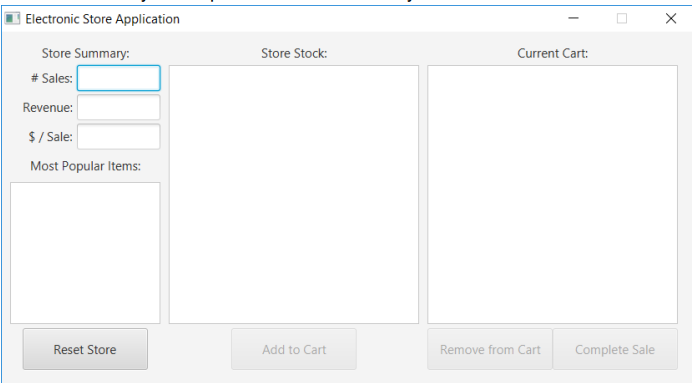 Electronic Store Application
Store Summary:
# Sales:
Revenue:
$ / Sale:
Most Popular Items:
Reset Store
Store Stock:
Add to Cart
Current Cart:
Remove from Cart
Complete Sale